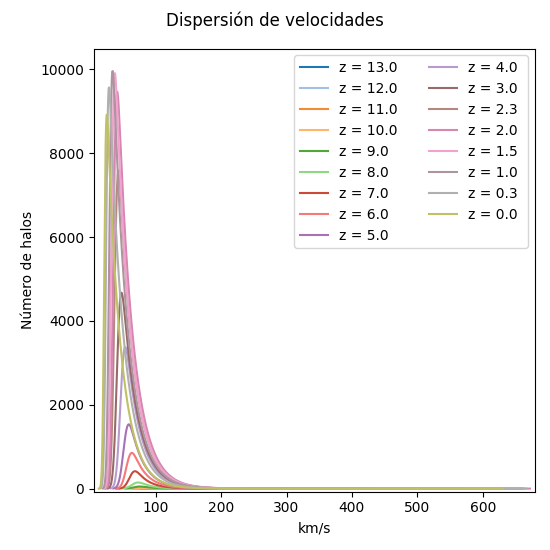 Dispersión de velocidades
Número de halos
10000
8000
6000
4000
2000
0
z = 13.0
z = 12.0
z = 11.0
z = 10.0
z = 9.0
z = 8.0
z = 7.0
z = 6.0
z = 5.0
z = 4.0
z = 3.0
z = 2.3
z = 2.0
z = 1.5
z = 1.0
z = 0.3
z = 0.0
100 200 300 400 500 600
km/s